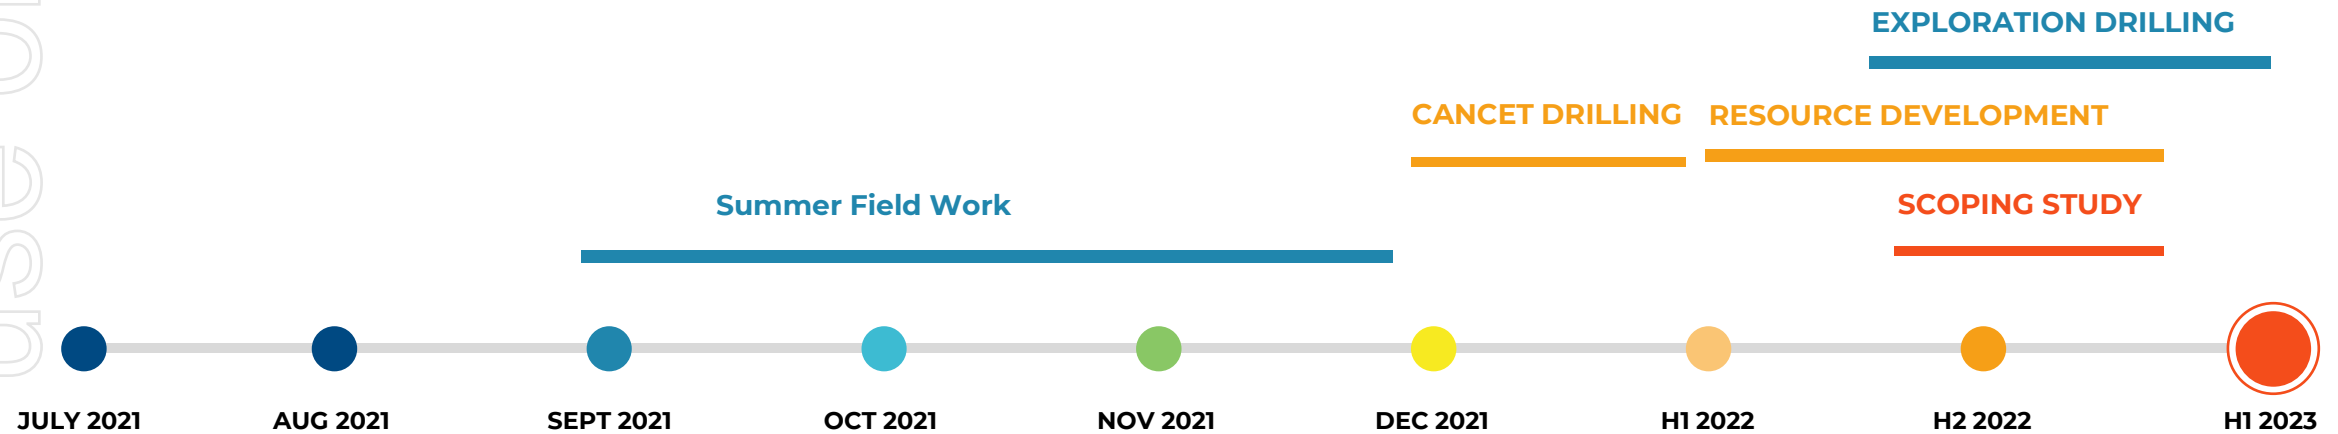 EXPLORATION DRILLING
CANCET DRILLING
RESOURCE DEVELOPMENT
Summer Field Work
SCOPING STUDY
JULY 2021
AUG 2021
SEPT 2021
OCT 2021
NOV 2021
DEC 2021
H1 2022
H2 2022
H1 2023
use